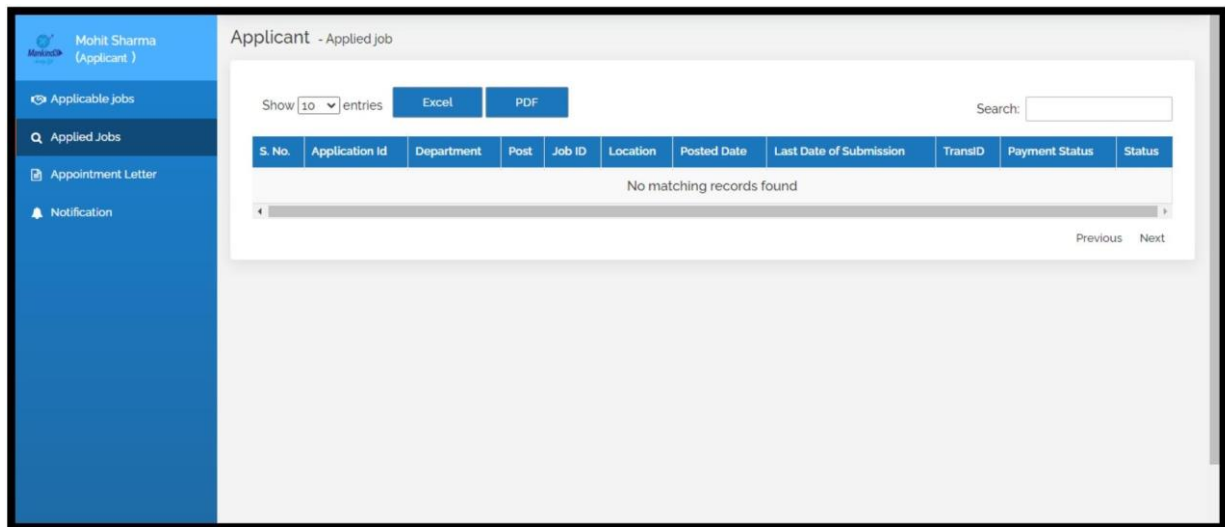 Mankind
Mohit Sharma
(Applicant )
Applicable jobs
Applied Jobs
Appointment Letter
Notification
Applicant - Applied job
Show 10 entries Excel PDF Search:
S. No. Application Id Department Post Job ID Location Posted Date Last Date of Submission TransID Payment Status Status
No matching records found
Previous Next